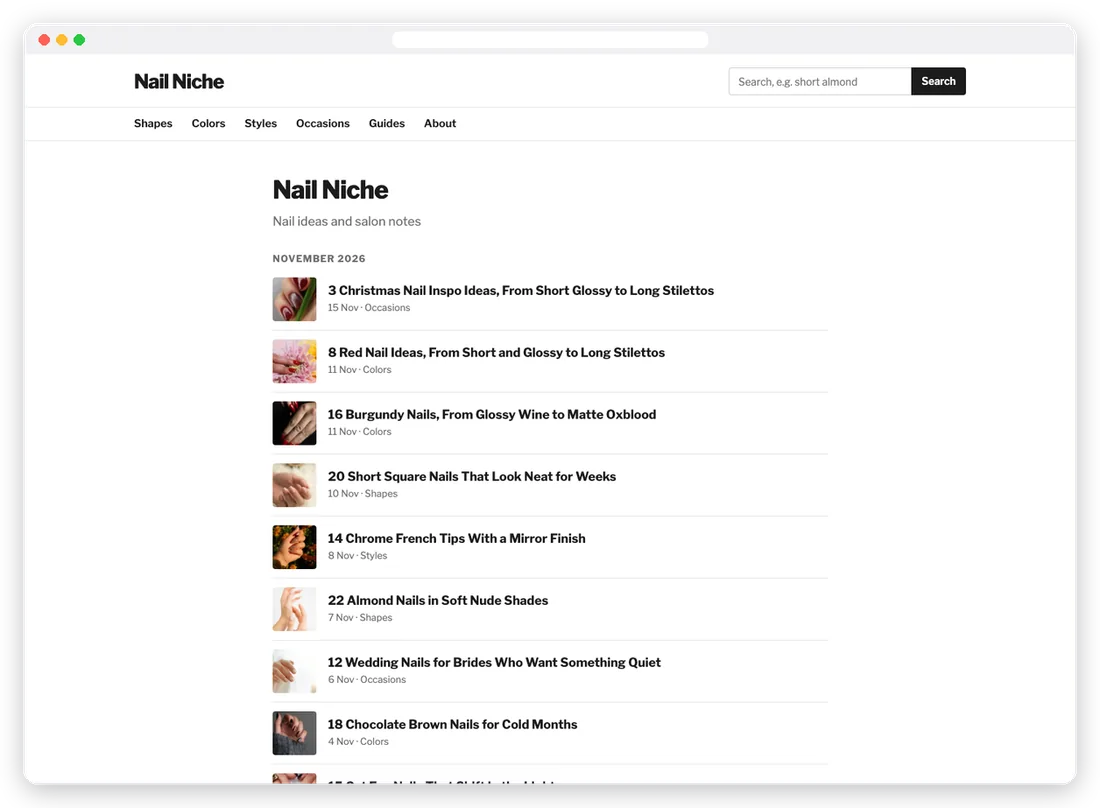 Nail Niche
Search, e.g. short almond
Search
Shapes Colors Styles Occasions Guides About
Nail Niche
Nail ideas and salon notes
NOVEMBER 2026
3 Christmas Nail Inspo Ideas, From Short Glossy to Long Stilettos
15 Nov · Occasions
8 Red Nail Ideas, From Short and Glossy to Long Stilettos
11 Nov · Colors
16 Burgundy Nails, From Glossy Wine to Matte Oxblood
11 Nov · Colors
20 Short Square Nails That Look Neat for Weeks
10 Nov · Shapes
14 Chrome French Tips With a Mirror Finish
8 Nov · Styles
22 Almond Nails in Soft Nude Shades
7 Nov · Shapes
12 Wedding Nails for Brides Who Want Something Quiet
6 Nov · Occasions
18 Chocolate Brown Nails for Cold Months
4 Nov · Colors